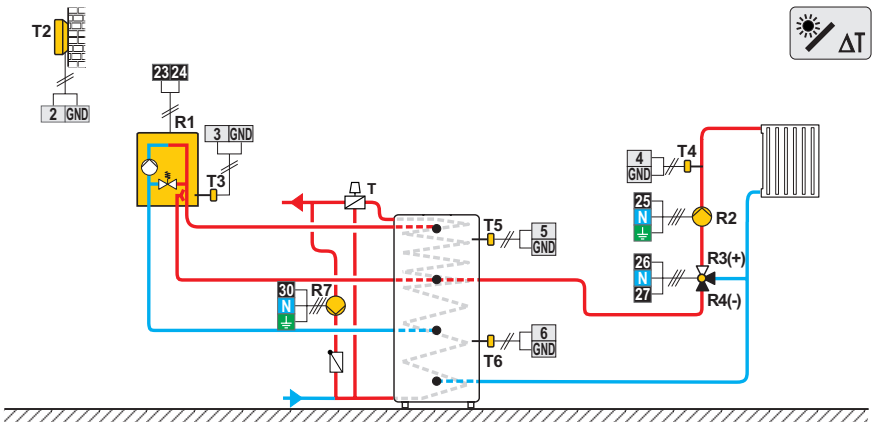 T2
ΔT
23 24
2 GND
R1
3 GND
T3
T
4
GND
T4
T5
5
GND
25
N
R2
26
N
27
R3(+)
R4(-)
30
N
R7
6
GND
T6